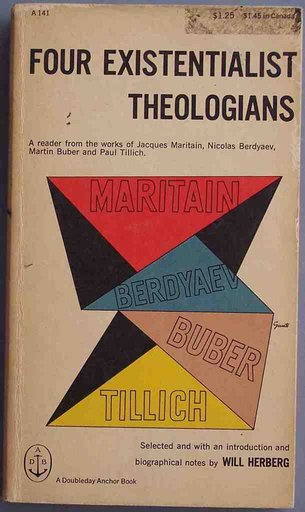 A 141
$1.25 $1.45 in Canada
FOUR EXISTENTIALIST
THEOLOGIANS
A reader from the works of Jacques Maritain, Nicolas Berdyaev,
Martin Buber and Paul Tillich.
MARITAIN
BERDYAEV
BUBER
TILLICH
Selected and with an introduction and
biographical notes by WILL HERBERG
A
D B
A Doubleday Anchor Book